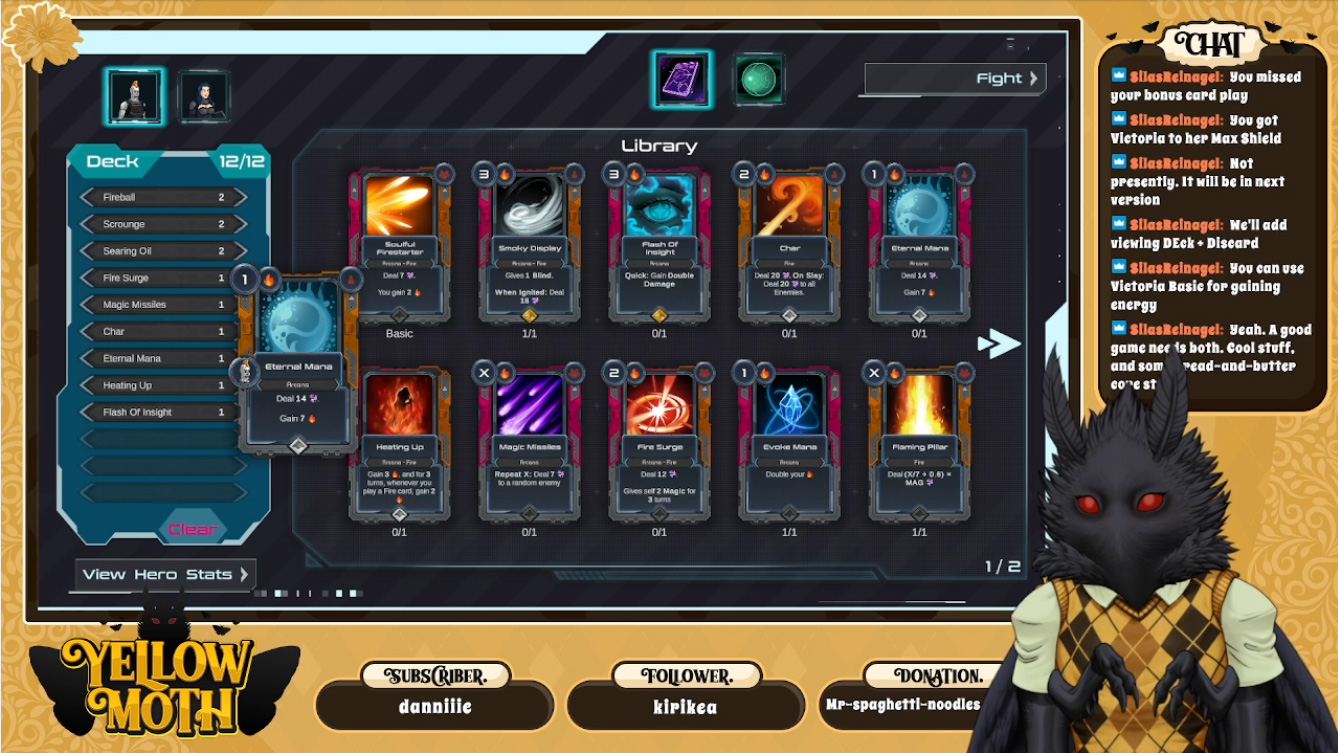 CHAT
SilasReinagel: You missed
your bonus card play
SilasReinagel: You got
Victoria to her Max Shield
SilasReinagel: Not
presently. It will be in next
version
SilasReinagel: We'll add
viewing DEck + Discard
SilasReinagel: You can use
Victoria Basic for gaining
energy
SilasReinagel: Yeah. A good
game needs both. Cool stuff,
and some bread-and-butter
Fight
Library
Deck 12/12
Fireball 2
Scrounge 2
Searing Oil 2
Fire Surge 1
Magic Missiles 1
Char 1
Eternal Mana 1
Heating Up 1
Flash Of Insight 1
Clear
View Hero Stats
1
Eternal Mana
Arcana
Deal 14
Gain 7
Soulful
Firestarter
Arcana - Fire
Deal 7
You gain 2
Basic
3
Smoky Display
Arcana - Fire
Gives 1 Blind.
When Ignited: Deal
18
1/1
3
Flash Of
Insight
Arcana
Quick: Gain Double
Damage
0/1
2
Char
Fire
Deal 20. On Slay:
Deal 20 to all
Enemies.
0/1
1
Eternal Mana
Arcana
Deal 14
Gain 7
0/1
Heating Up
Arcana - Fire
Gain 3, and for 3
turns, whenever you
play a Fire card, gain 2
0/1
X
Magic Missiles
Arcana
Repeat X: Deal 7
to a random enemy
0/1
2
Fire Surge
Arcana - Fire
Deal 12
Gives self 2 Magic for
3 turns
0/1
1
Evoke Mana
Arcana
Double your
1/1
X
Flaming Pillar
Fire
Deal (X/7 + 0.6) ×
MAG
1/1
1 / 2
YELLOW
MOTH
SUBSCRIBER.
danniiie
FOLLOWER.
kirikea
DONATION.
Mr-spaghetti-noodles